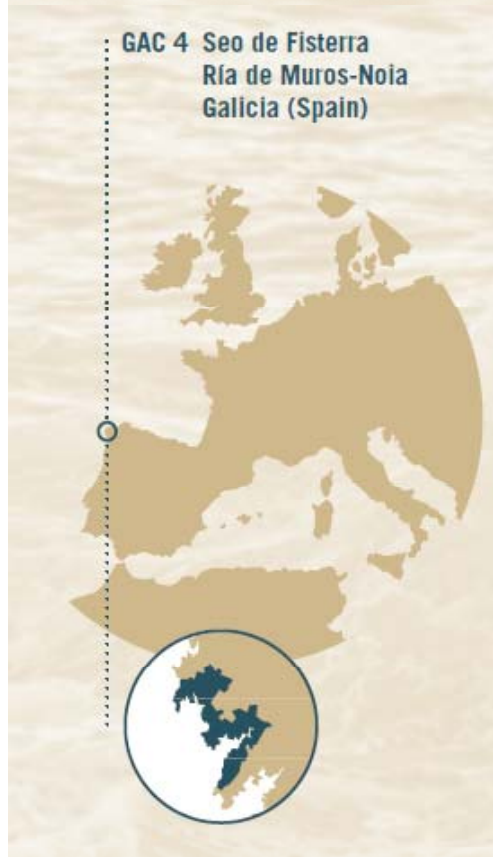 GAC 4 Seo de Fisterra
Ría de Muros-Noia
Galicia (Spain)